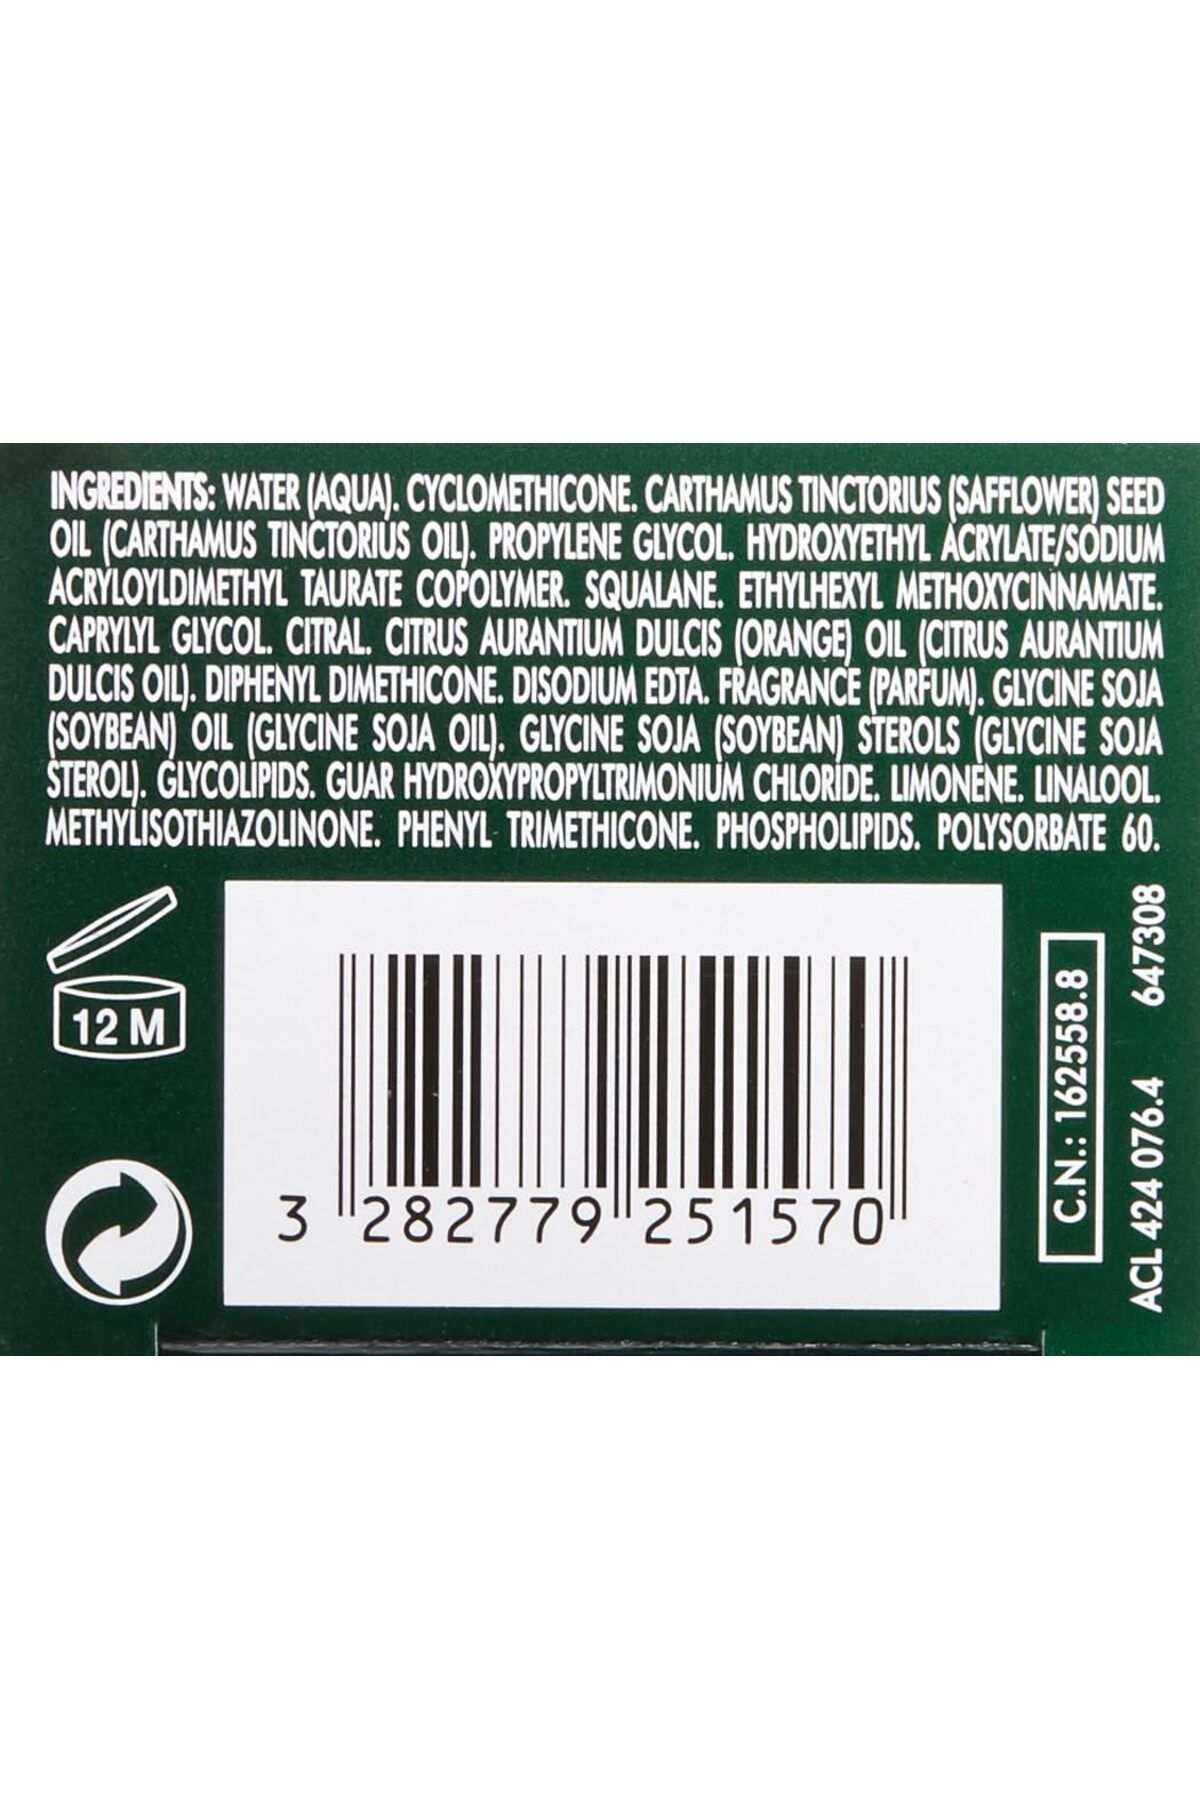 INGREDIENTS: WATER (AQUA). CYCLOMETHICONE. CARTHAMUS TINCTORIUS (SAFFLOWER) SEED
OIL (CARTHAMUS TINCTORIUS OIL). PROPYLENE GLYCOL. HYDROXYETHYL ACRYLATE/SODIUM
ACRYLOYLDIMETHYL TAURATE COPOLYMER. SQUALANE. ETHYLHEXYL METHOXYCINNAMATE.
CAPRYLYL GLYCOL. CITRAL. CITRUS AURANTIUM DULCIS (ORANGE) OIL (CITRUS AURANTIUM
DULCIS OIL). DIPHENYL DIMETHICONE. DISODIUM EDTA. FRAGRANCE (PARFUM). GLYCINE SOJA
(SOYBEAN) OIL (GLYCINE SOJA OIL). GLYCINE SOJA (SOYBEAN) STEROLS (GLYCINE SOJA
STEROL). GLYCOLIPIDS. GUAR HYDROXYPROPYLTRIMONIUM CHLORIDE. LIMONENE. LINALOOL.
METHYLISOTHIAZOLINONE. PHENYL TRIMETHICONE. PHOSPHOLIPIDS. POLYSORBATE 60.
12 M
3 282779 251570
C.N.: 162558.8
ACL 424 076.4 647308